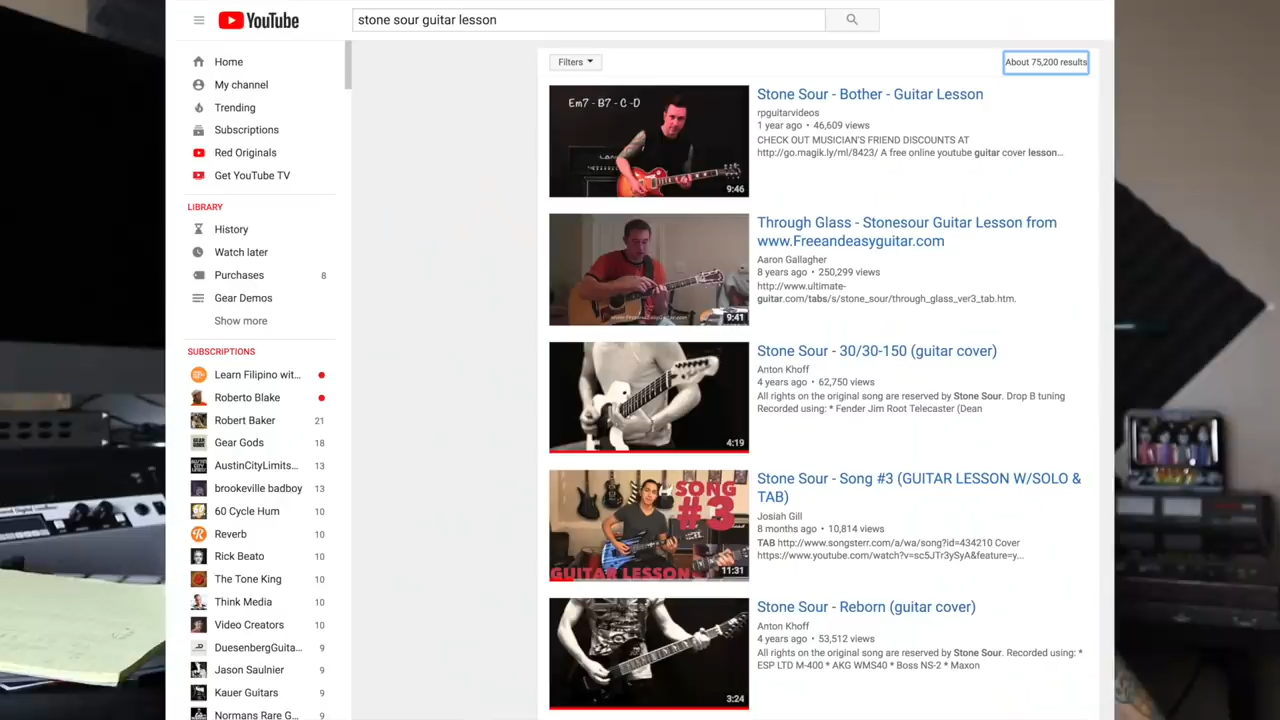 YouTube
stone sour guitar lesson
Home
My channel
Trending
Subscriptions
Red Originals
Get YouTube TV
LIBRARY
History
Watch later
Purchases 8
Gear Demos
Show more
SUBSCRIPTIONS
Learn Filipino wit...
Roberto Blake
Robert Baker 21
Gear Gods 18
AustinCityLimits... 13
brookeville badboy 13
60 Cycle Hum 10
Reverb 10
Rick Beato 10
The Tone King 10
Think Media 10
Video Creators 10
DuesenbergGuita... 9
Jason Saulnier 9
Kauer Guitars 9
Normans Rare G... 9
Filters
About 75,200 results
Em7 - B7 - C - D
9:46
Stone Sour - Bother - Guitar Lesson
rpguitarvideos
1 year ago • 46,609 views
CHECK OUT MUSICIAN'S FRIEND DISCOUNTS AT
http://go.magik.ly/ml/8423/ A free online youtube guitar cover lesson...
9:41
Through Glass - Stonesour Guitar Lesson from
www.Freeandeasyguitar.com
Aaron Gallagher
8 years ago • 250,299 views
http://www.ultimate-
guitar.com/tabs/s/stone_sour/through_glass_ver3_tab.htm.
4:19
Stone Sour - 30/30-150 (guitar cover)
Anton Khoff
4 years ago • 62,750 views
All rights on the original song are reserved by Stone Sour. Drop B tuning
Recorded using: * Fender Jim Root Telecaster (Dean
SONG
#3
GUITAR LESSON
11:31
Stone Sour - Song #3 (GUITAR LESSON W/SOLO &
TAB)
Josiah Gill
8 months ago • 10,814 views
TAB http://www.songsterr.com/a/wa/song?id=434210 Cover
https://www.youtube.com/watch?v=sc5JTr3ySyA&feature=y...
3:24
Stone Sour - Reborn (guitar cover)
Anton Khoff
4 years ago • 53,512 views
All rights on the original song are reserved by Stone Sour. Recorded using: *
ESP LTD M-400 * AKG WMS40 * Boss NS-2 * Maxon